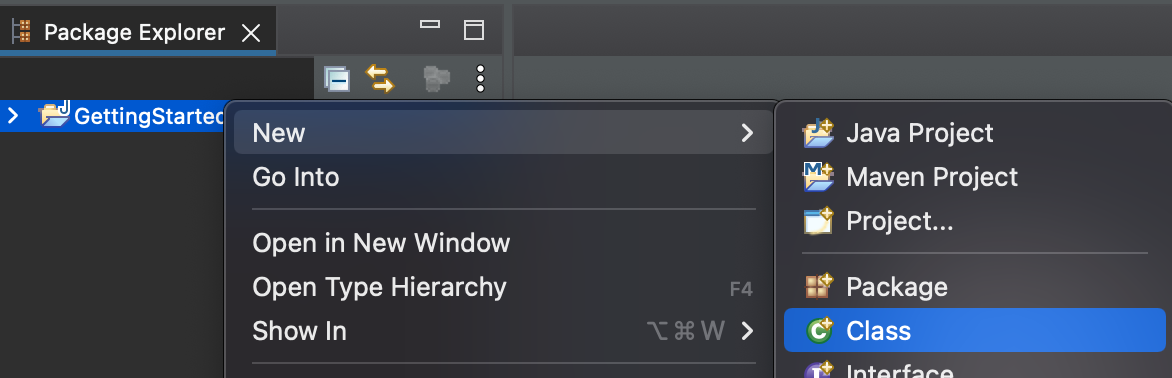 Package Explorer
GettingStarted
New
Go Into
Open in New Window
Open Type Hierarchy F4
Show In ⌥⌘W
Java Project
Maven Project
Project...
Package
Class
Interface